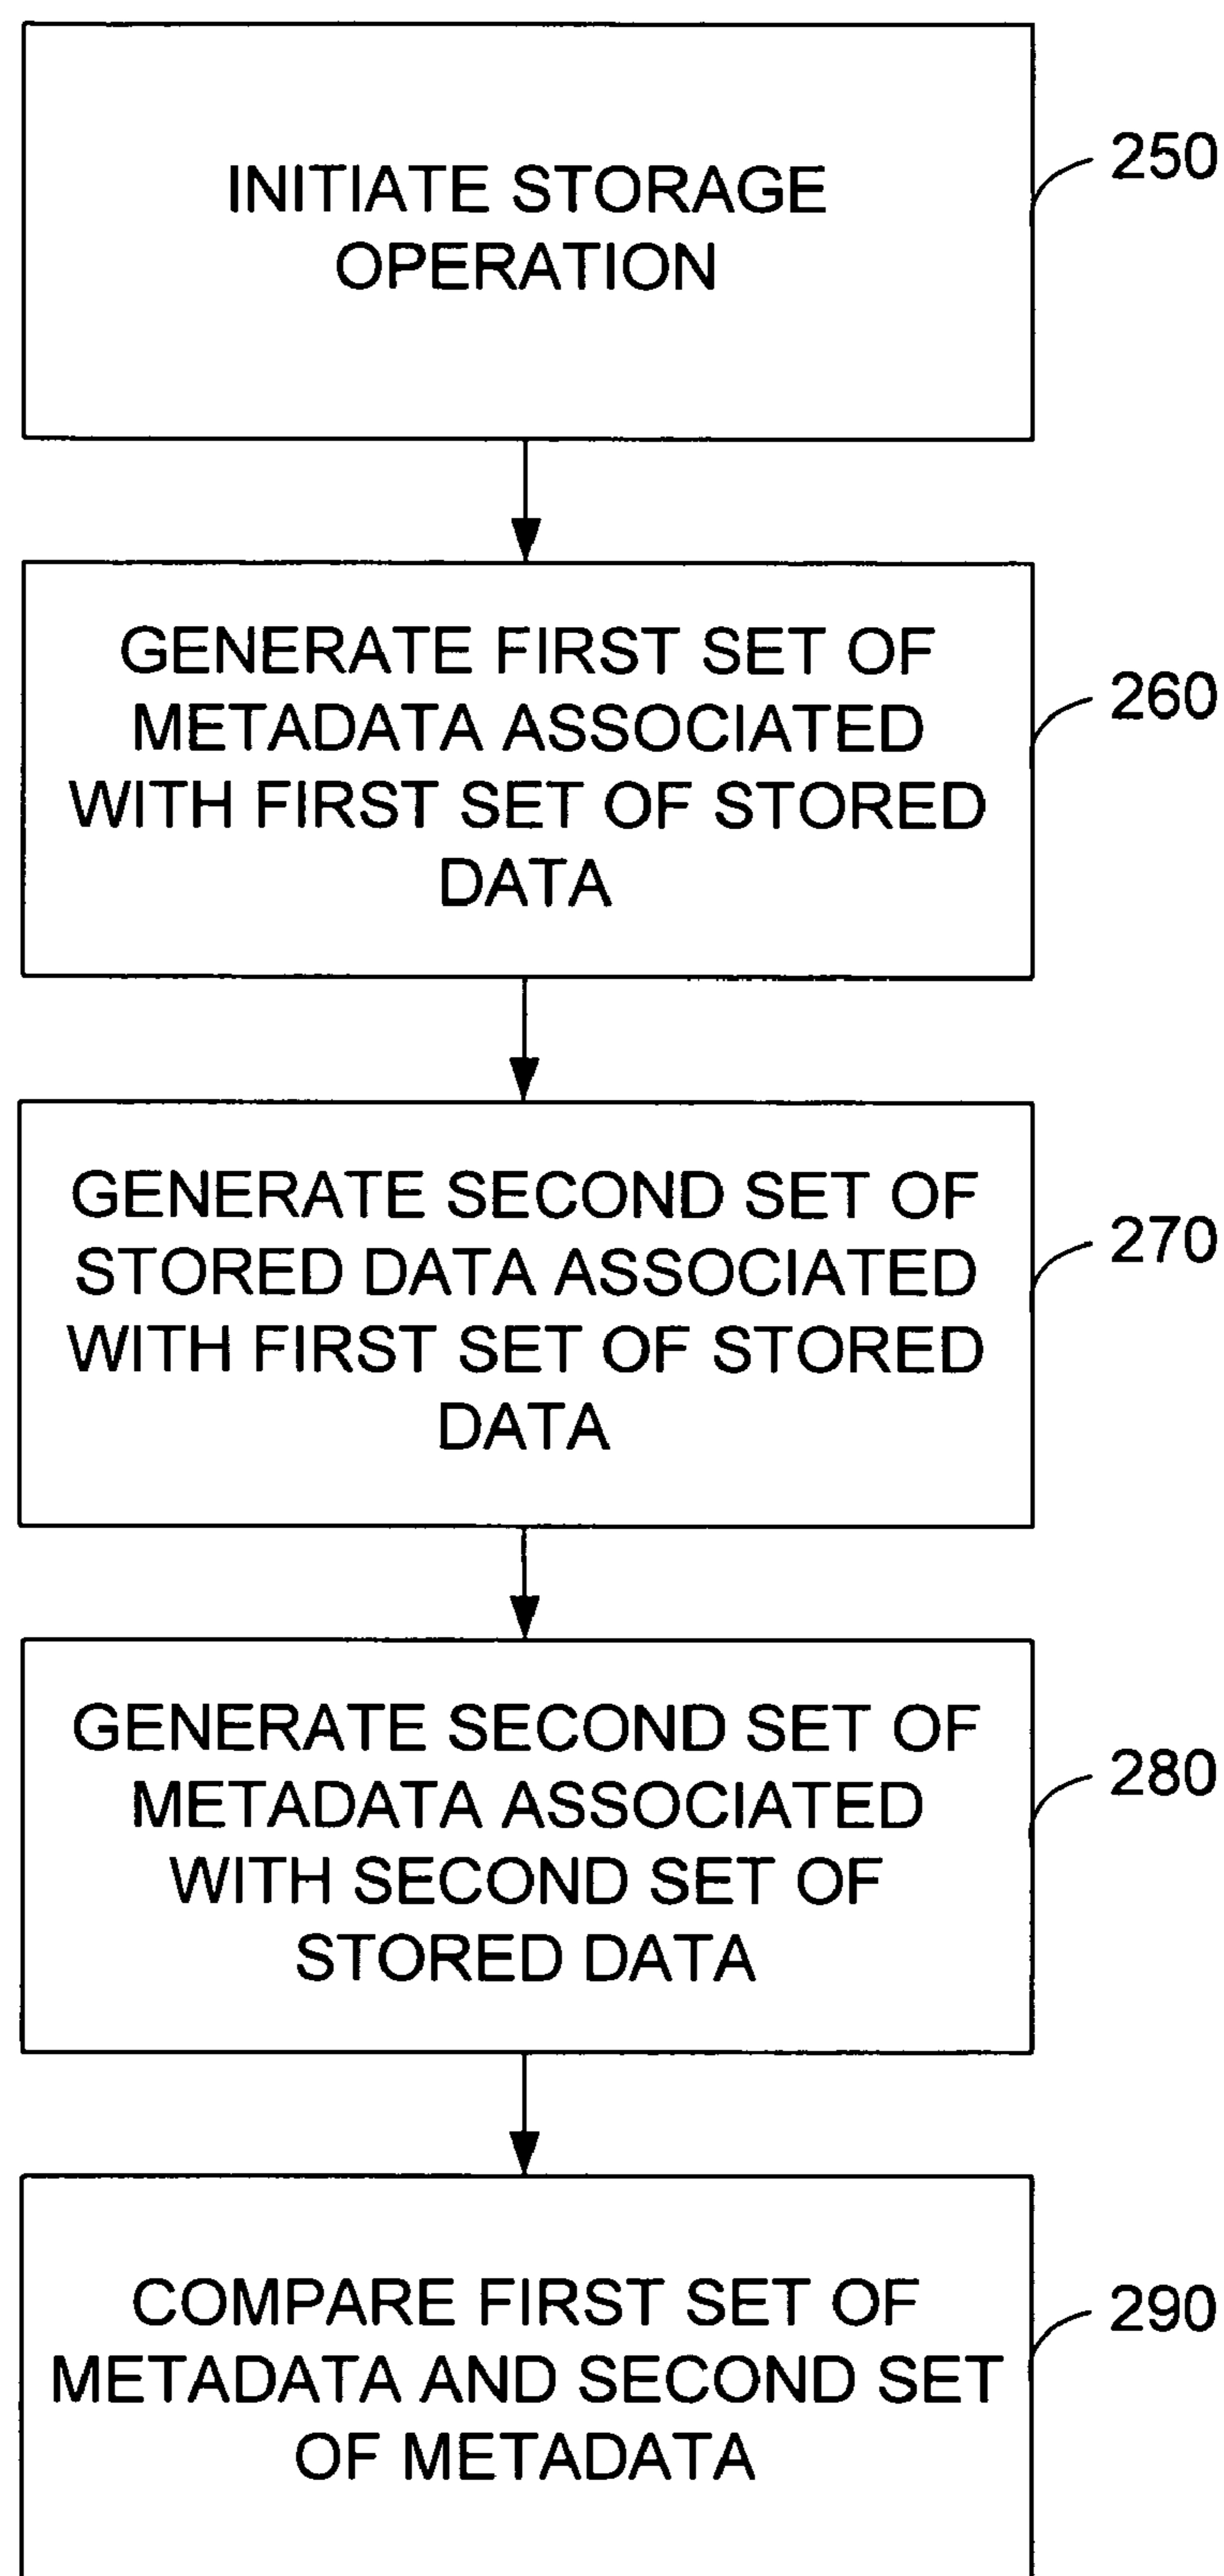 INITIATE STORAGE
OPERATION
250
GENERATE FIRST SET OF
METADATA ASSOCIATED
WITH FIRST SET OF STORED
DATA
260
GENERATE SECOND SET OF
STORED DATA ASSOCIATED
WITH FIRST SET OF STORED
DATA
270
GENERATE SECOND SET OF
METADATA ASSOCIATED
WITH SECOND SET OF
STORED DATA
280
COMPARE FIRST SET OF
METADATA AND SECOND SET
OF METADATA
290